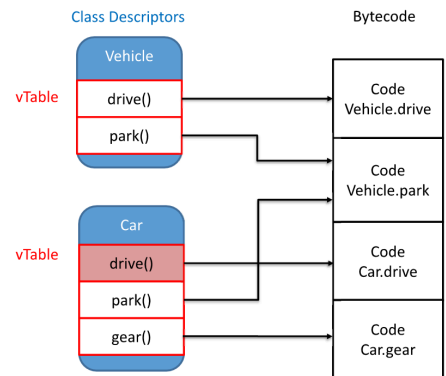 Class Descriptors
Bytecode
Vehicle
vTable
drive()
park()
Car
vTable
drive()
park()
gear()
Code
Vehicle.drive
Code
Vehicle.park
Code
Car.drive
Code
Car.gear